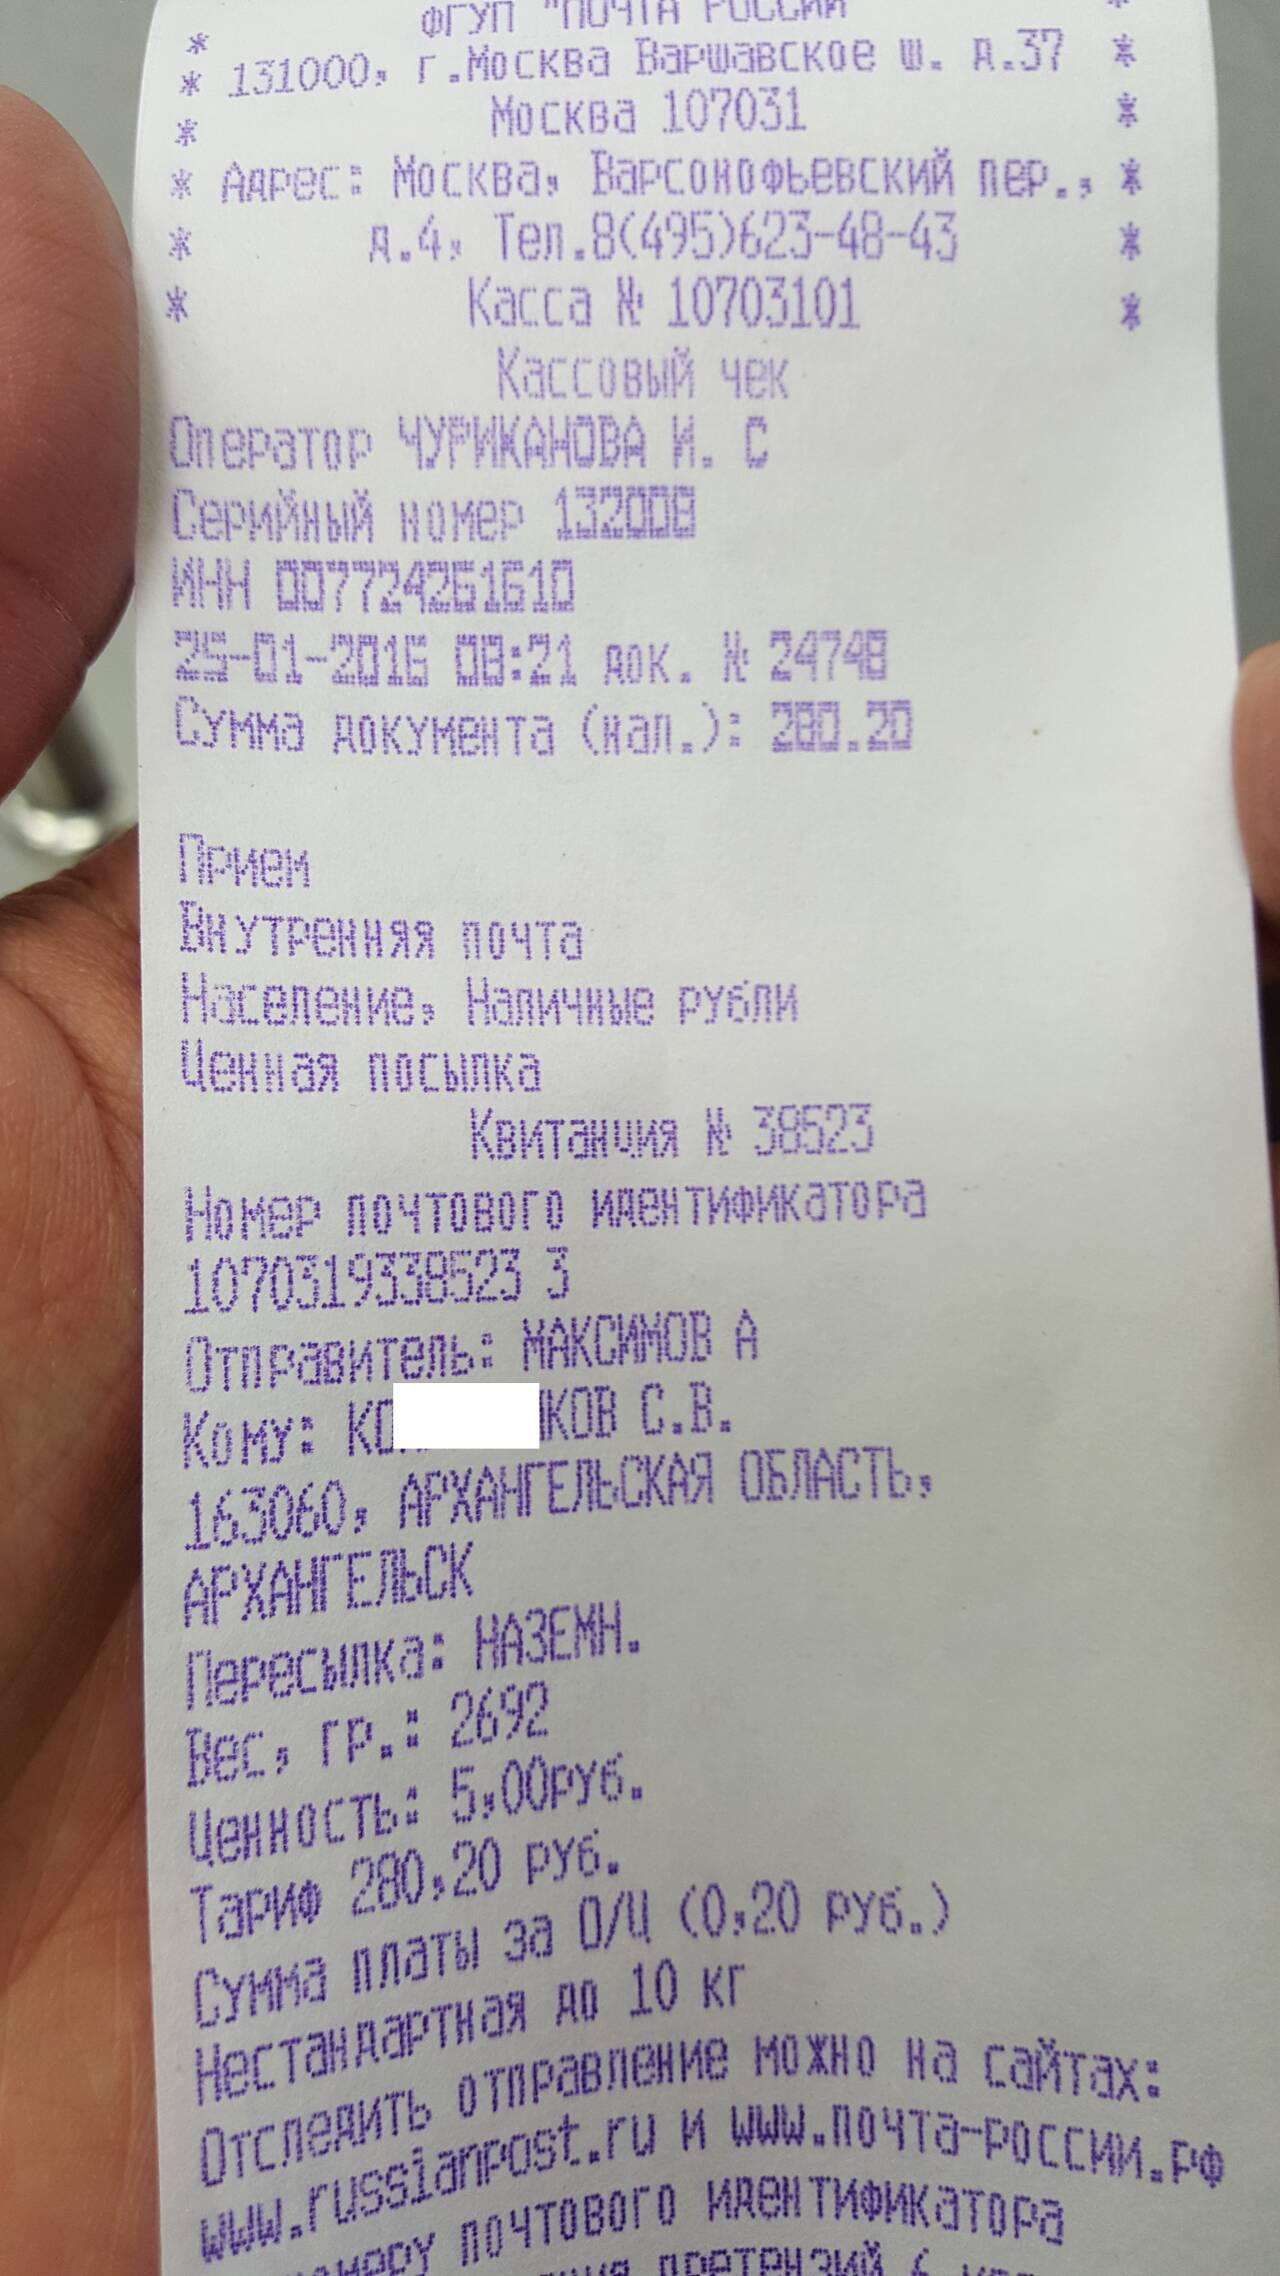 * ФГУП "ПОЧТА РОССИИ *
* 131000, г.Москва Варшавское ш. д.37 *
* Москва 107031 *
* Адрес: Москва, Варсонофьевский пер., *
* д.4, Тел.8(495)623-48-43 *
* Касса № 10703101 *
Кассовый чек
Оператор ЧУРИКАНОВА И. С
Серийный номер 132008
ИНН 007724261610
25-01-2016 08:21 док. № 24748
Сумма документа (нал.): 280.20
Прием
Внутренняя почта
Население, Наличные рубли
Ценная посылка
Квитанция № 38523
Номер почтового идентификатора
1070319338523 3
Отправитель: МАКСИМОВ А
Кому: КО КОВ С.В.
163060, АРХАНГЕЛЬСКАЯ ОБЛАСТЬ,
АРХАНГЕЛЬСК
Пересылка: НАЗЕМН.
Вес, гр.: 2692
Ценность: 5,00руб.
Тариф 280,20 руб.
Сумма платы за О/Ц (0,20 руб.)
Нестандартная до 10 кг
Отследить отправление можно на сайтах:
www.russianpost.ru и www.почта-россии.рф
номеру почтового идентификатора
претензий 6